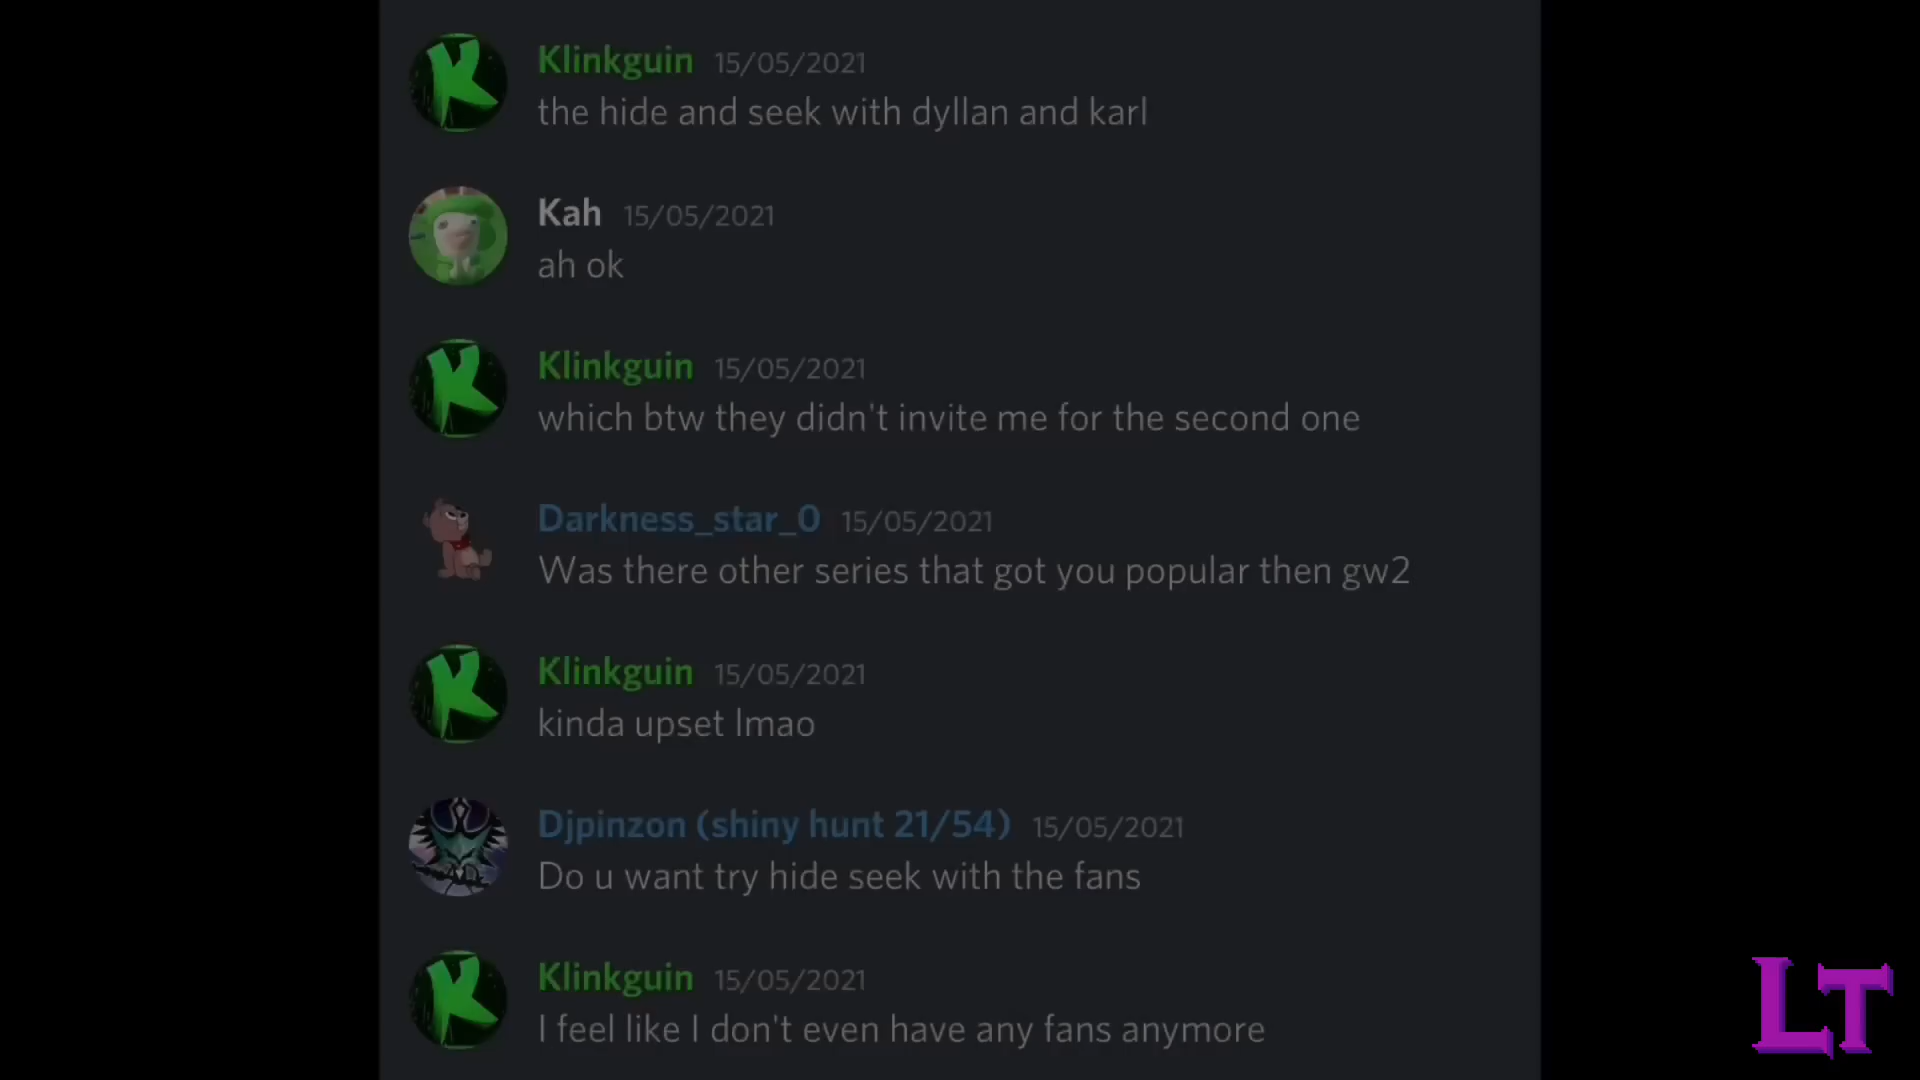 Klinkguin 15/05/2021
the hide and seek with dyllan and karl
Kah 15/05/2021
ah ok
Klinkguin 15/05/2021
which btw they didn't invite me for the second one
Darkness_star_0 15/05/2021
Was there other series that got you popular then gw2
Klinkguin 15/05/2021
kinda upset lmao
Djpinzon (shiny hunt 21/54) 15/05/2021
Do u want try hide seek with the fans
Klinkguin 15/05/2021
I feel like I don't even have any fans anymore
LT